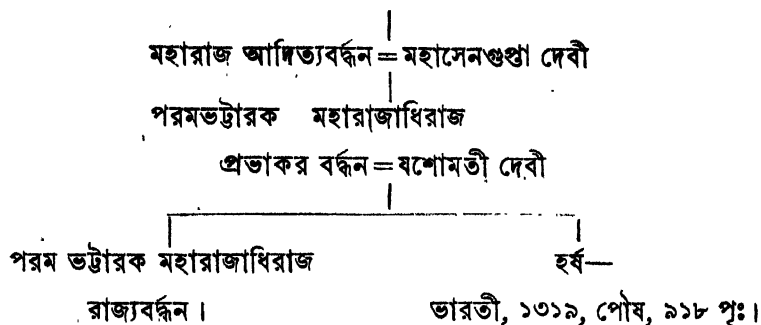 মহারাজ আদিত্যবর্দ্ধন = মহাসেনগুপ্তা দেবী
পরমভট্টারক মহারাজাধিরাজ
প্রভাকর বর্দ্ধন = যশোমতী দেবী
পরম ভট্টারক মহারাজাধিরাজ হর্ষ—
রাজ্যবর্দ্ধন । ভারতী, ১৩১৯, পৌষ, ৯১৮ পৃঃ ।